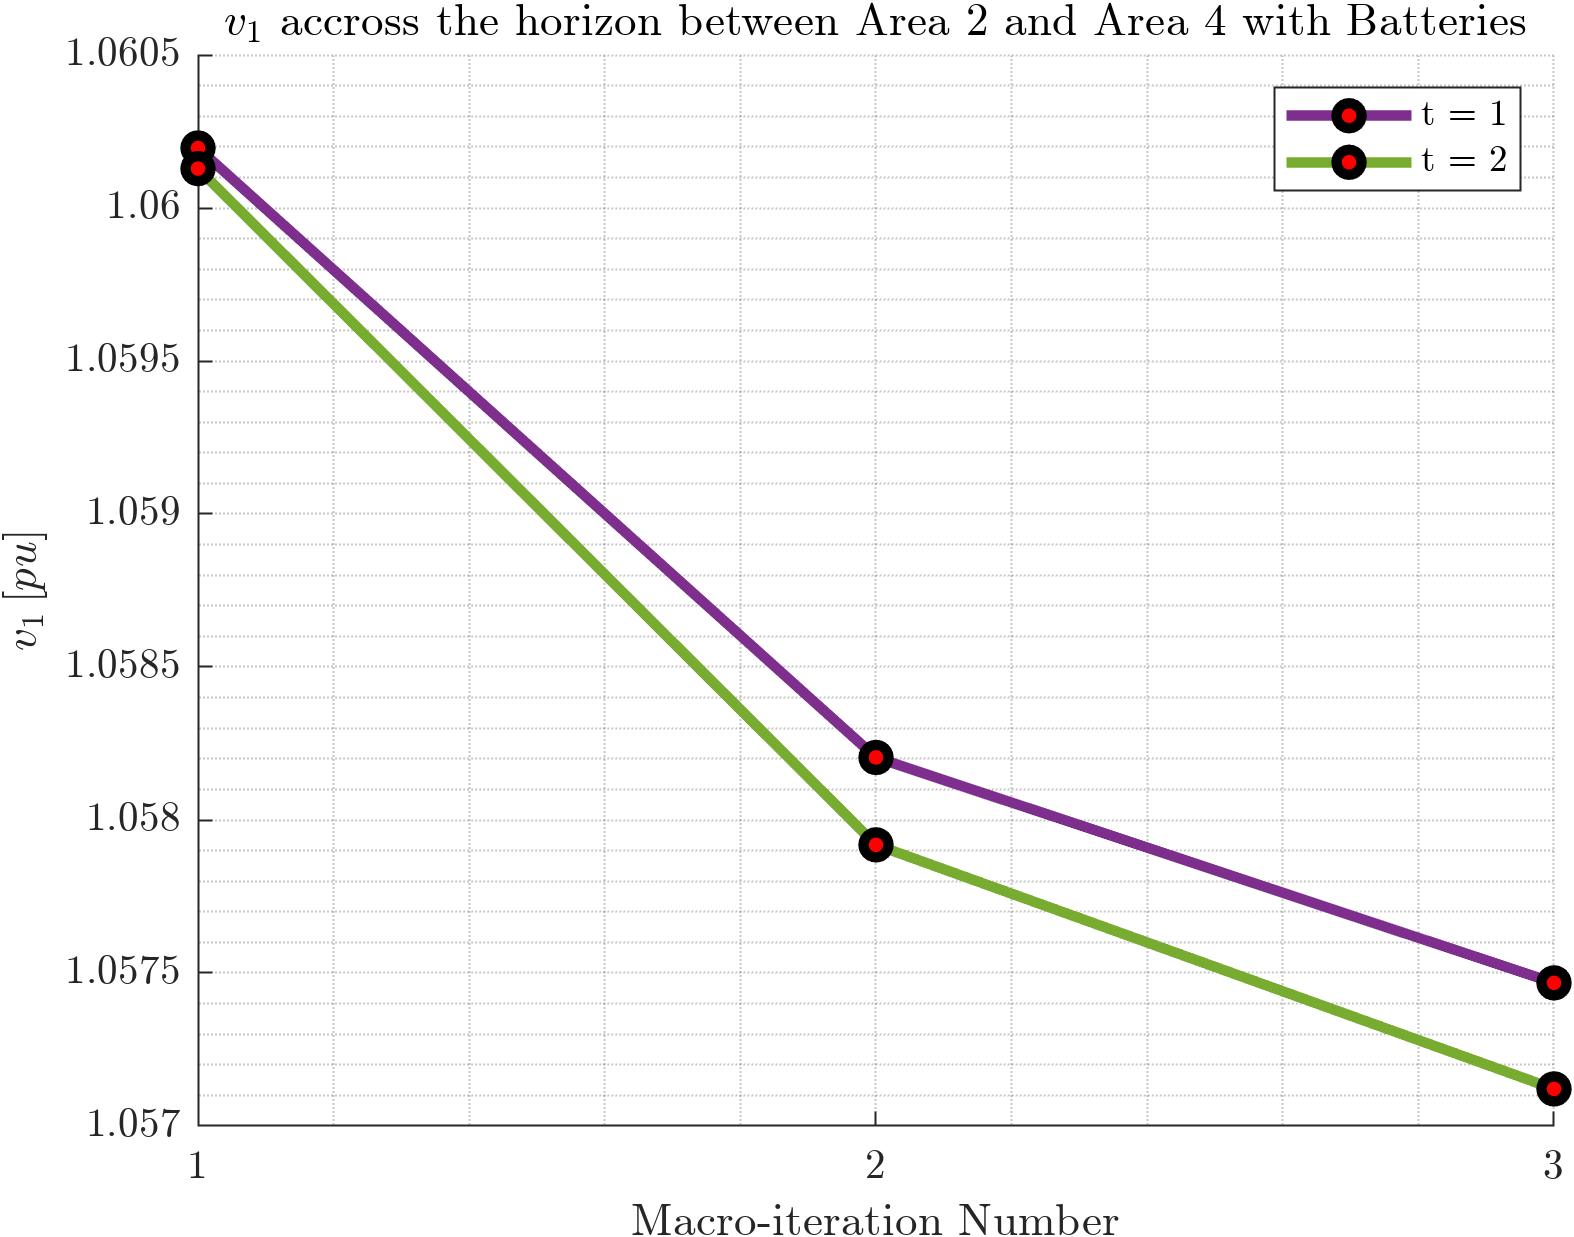 v₁ accross the horizon between Area 2 and Area 4 with Batteries
1.0605
1.06
1.0595
1.059
1.0585
1.058
1.0575
1.057
v₁ [pu]
t = 1
t = 2
1 2 3
Macro-iteration Number